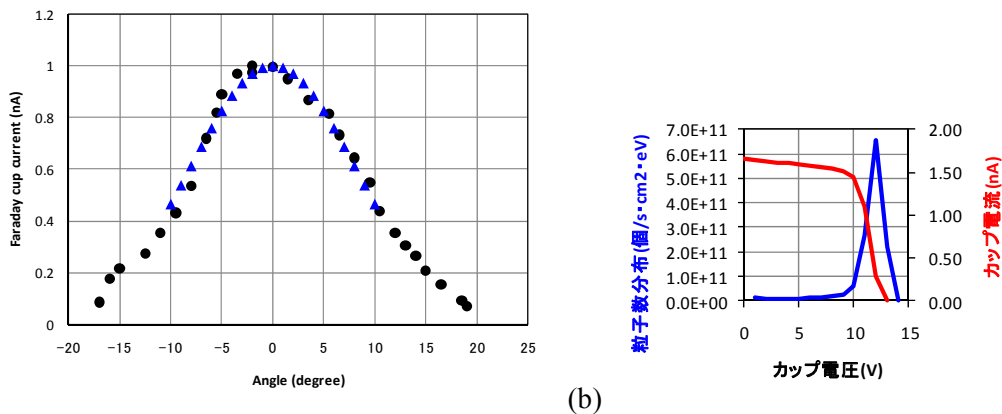 1.2
1
0.8
0.6
0.4
0.2
0
Faraday cup current (nA)
−20 −15 −10 −5 0 5 10 15 20 25
Angle (degree)
(b)
7.0E+11
6.0E+11
5.0E+11
4.0E+11
3.0E+11
2.0E+11
1.0E+11
0.0E+00
粒子数分布(個/s・cm2・eV)
2.00
1.50
1.00
0.50
0.00
カップ電流(nA)
0 5 10 15
カップ電圧(V)